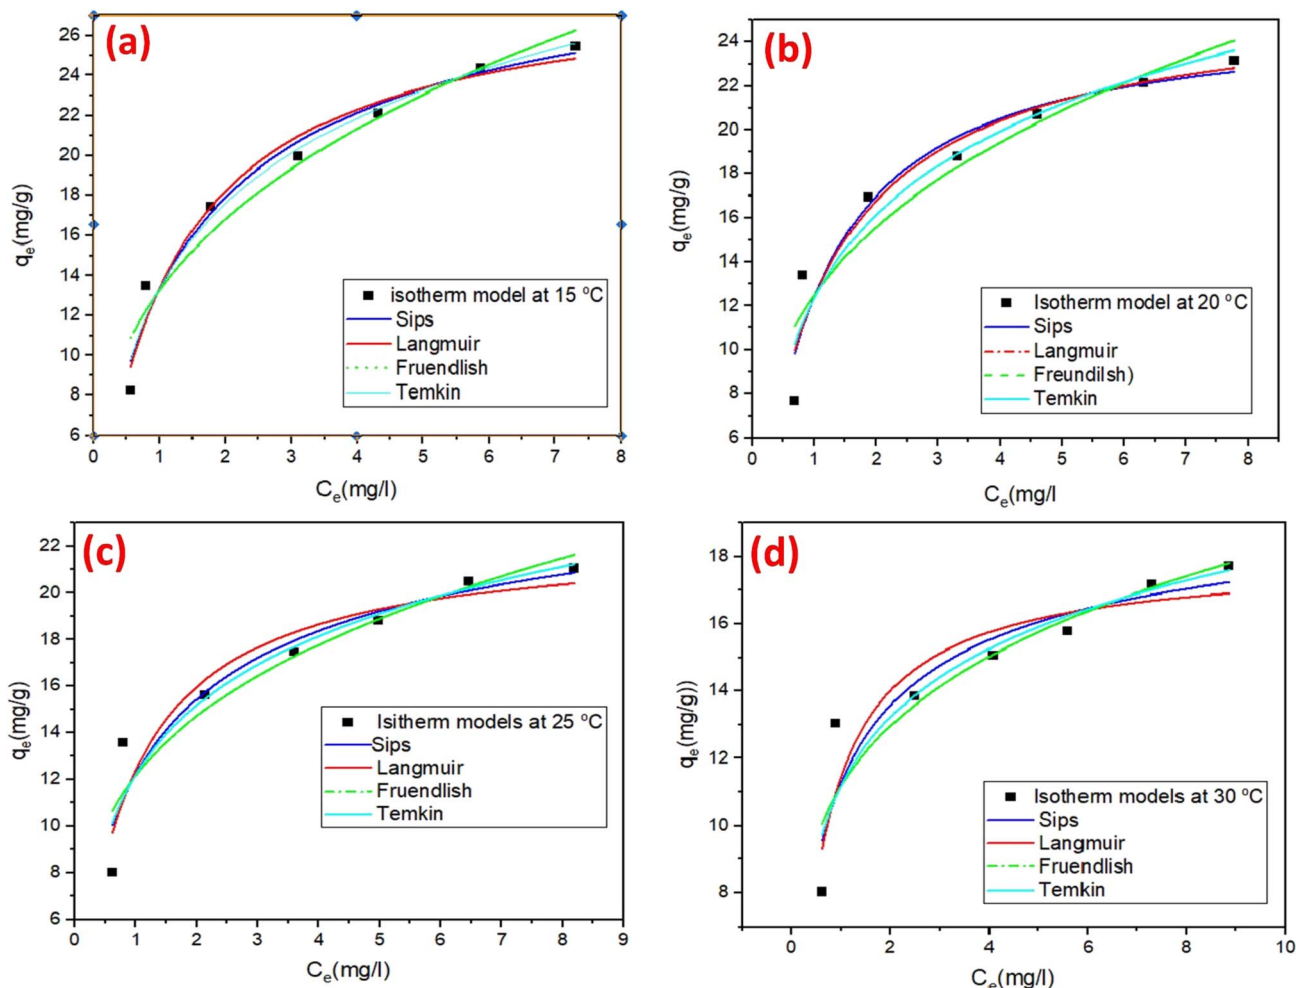 (a)
26
24
22
20
18
16
14
12
10
8
6
qe(mg/g)
isotherm model at 15 ºC
Sips
Langmuir
Fruendlish
Temkin
0 1 2 3 4 5 6 7 8
Ce(mg/l)
(b)
24
22
20
18
16
14
12
10
8
6
qe(mg/g)
Isotherm model at 20 ºC
Sips
Langmuir
Freundilsh)
Temkin
0 1 2 3 4 5 6 7 8
Ce(mg/l
(c)
22
20
18
16
14
12
10
8
6
qe(mg/g)
Isitherm models at 25 ºC
Sips
Langmuir
Fruendlish
Temkin
0 1 2 3 4 5 6 7 8 9
Ce(mg/l)
(d)
18
16
14
12
10
8
qe(mg/g))
Isotherm models at 30 ºC
Sips
Langmuir
Fruendlish
Temkin
0 2 4 6 8 10
Ce(mg/l)